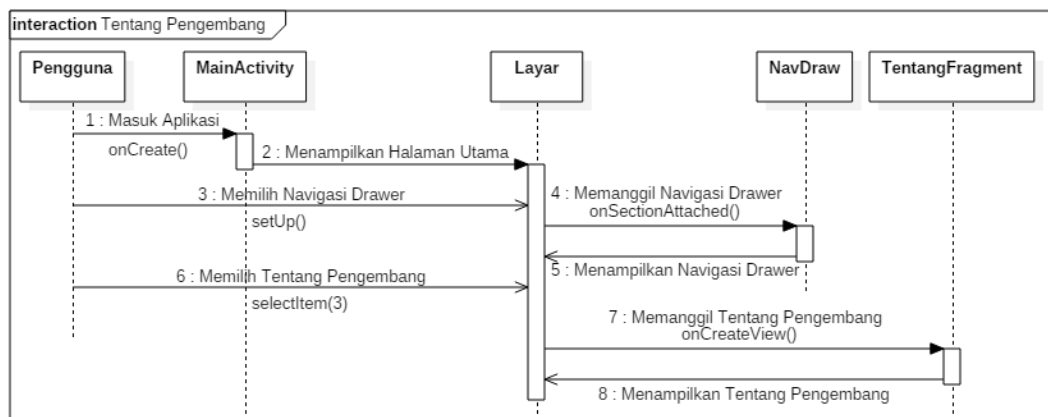 interaction Tentang Pengembang
Pengguna
MainActivity
Layar
NavDraw
TentangFragment
1 : Masuk Aplikasi
onCreate()
2 : Menampilkan Halaman Utama
3 : Memilih Navigasi Drawer
setUp()
4 : Memanggil Navigasi Drawer
onSectionAttached()
5 : Menampilkan Navigasi Drawer
6 : Memilih Tentang Pengembang
selectItem(3)
7 : Memanggil Tentang Pengembang
onCreateView()
8 : Menampilkan Tentang Pengembang